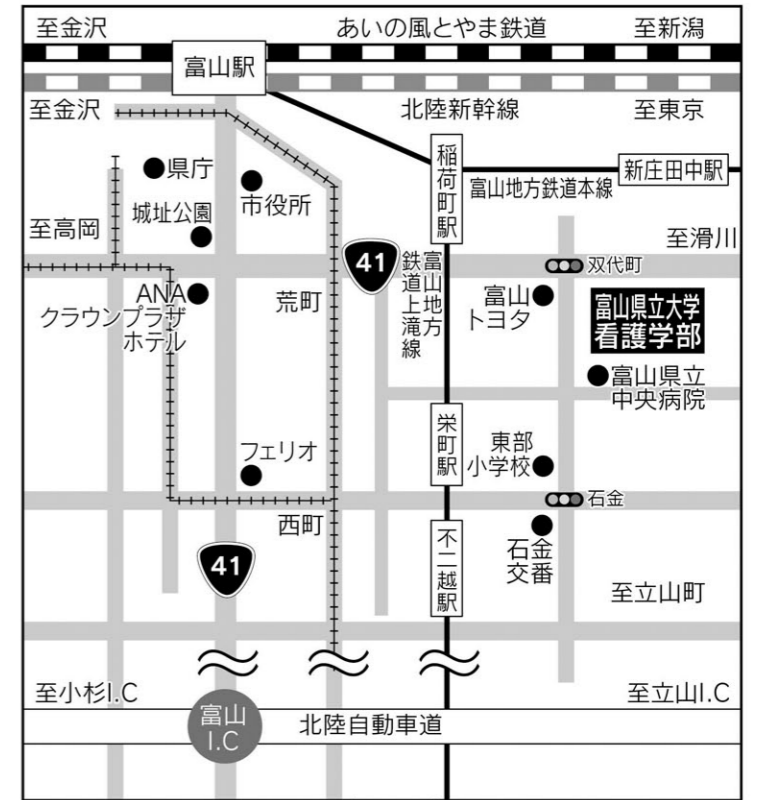 至金沢
あいの風とやま鉄道
至新潟
富山駅
至金沢
北陸新幹線
至東京
稲荷町駅
新庄田中駅
富山地方鉄道本線
県庁
市役所
城址公園
至高岡
41
富山地方
鉄道上滝線
至滑川
双代町
ANA
クラウンプラザ
ホテル
荒町
富山
トヨタ
富山県立大学
看護学部
富山県立
中央病院
栄町駅
東部
小学校
フェリオ
石金
西町
不二越駅
石金
交番
41
至立山町
至小杉I.C
至立山I.C
富山
I.C
北陸自動車道